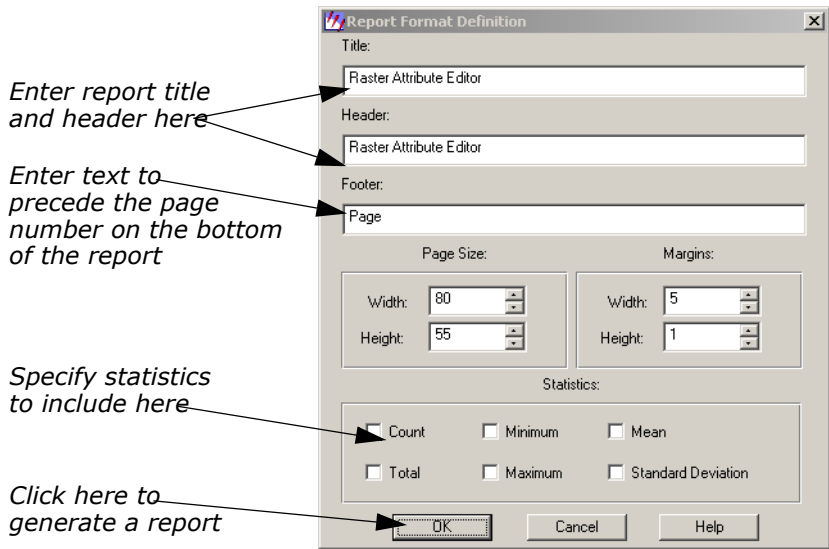 Report Format Definition
Title:
Raster Attribute Editor
Enter report title
and header here
Header:
Raster Attribute Editor
Enter text to
precede the page
number on the bottom
of the report
Footer:
Page
Page Size:
Margins:
Width: 80
Width: 5
Height: 55
Height: 1
Specify statistics
to include here
Statistics:
Count Minimum Mean
Total Maximum Standard Deviation
Click here to
generate a report
OK Cancel Help